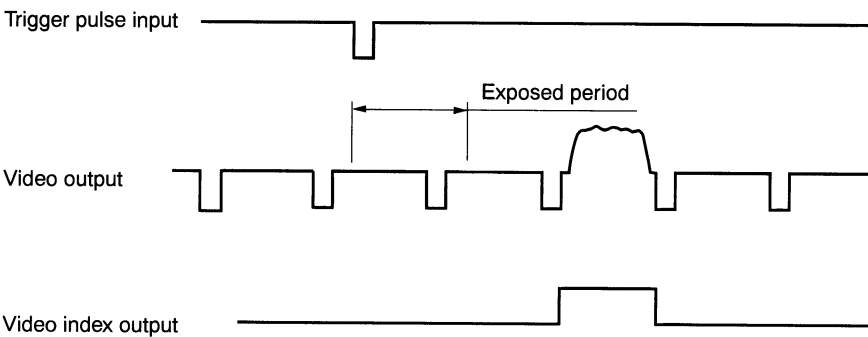 Trigger pulse input
Exposed period
Video output
Video index output